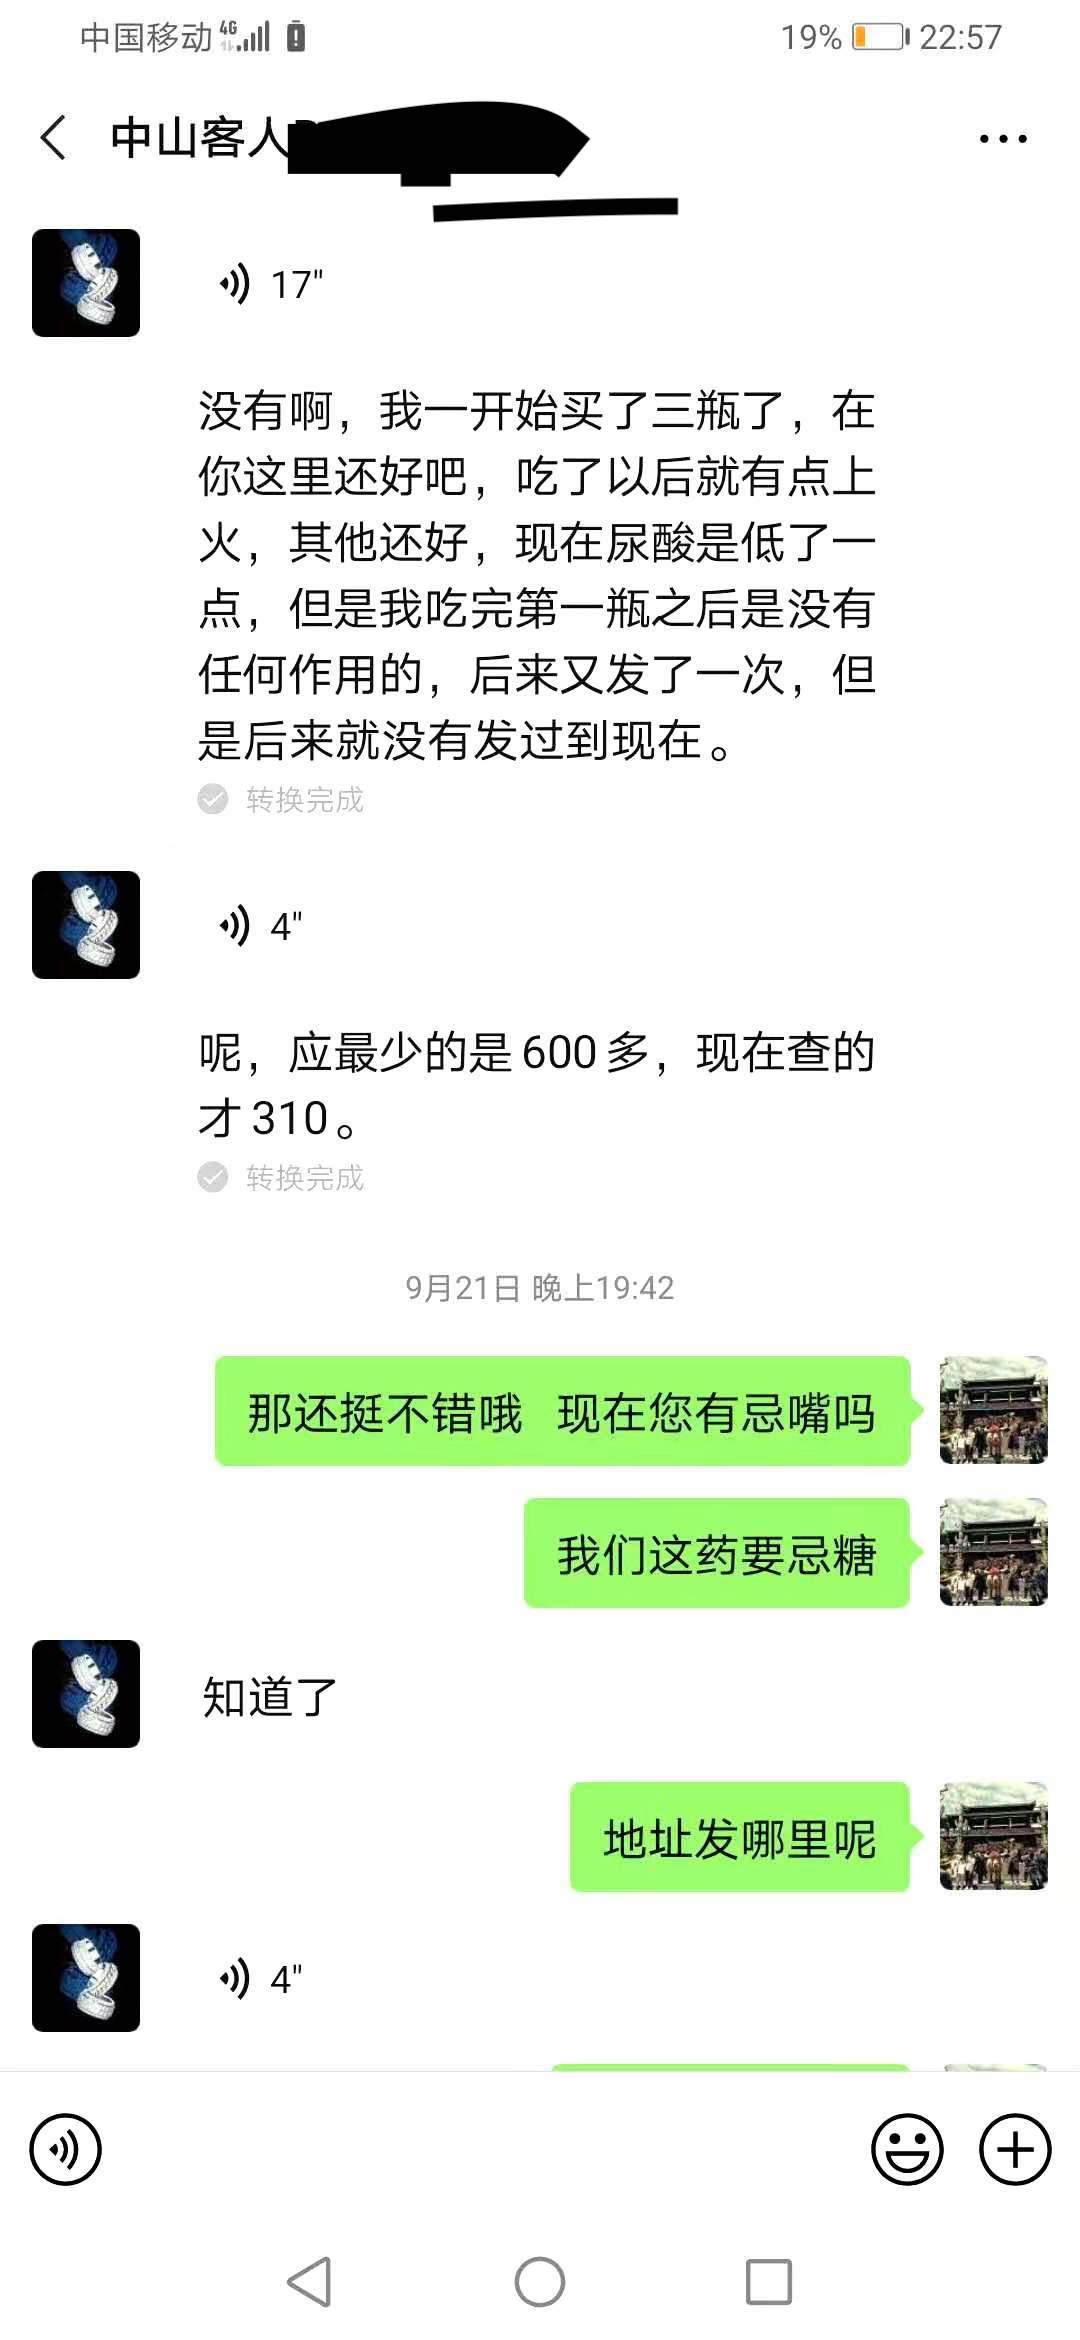 中国移动 4G 19% 22:57
中山客人
17"
没有啊，我一开始买了三瓶了，在
你这里还好吧，吃了以后就有点上
火，其他还好，现在尿酸是低了一
点，但是我吃完第一瓶之后是没有
任何作用的，后来又发了一次，但
是后来就没有发过到现在。
转换完成
4"
呢，应最少的是600多，现在查的
才310。
转换完成
9月21日 晚上19:42
那还挺不错哦 现在您有忌嘴吗
我们这药要忌糖
知道了
地址发哪里呢
4"